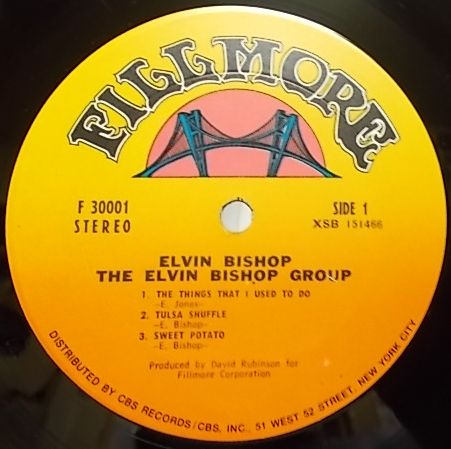 FILLMORE
F 30001
STEREO
SIDE 1
XSB 151466
ELVIN BISHOP
THE ELVIN BISHOP GROUP
1. THE THINGS THAT I USED TO DO
-E. Jones-
2. TULSA SHUFFLE
-E. Bishop-
3. SWEET POTATO
-E. Bishop-
Produced by David Rubinson for
Fillmore Corporation
DISTRIBUTED BY CBS RECORDS/CBS, INC., 51 WEST 52 STREET, NEW YORK CITY